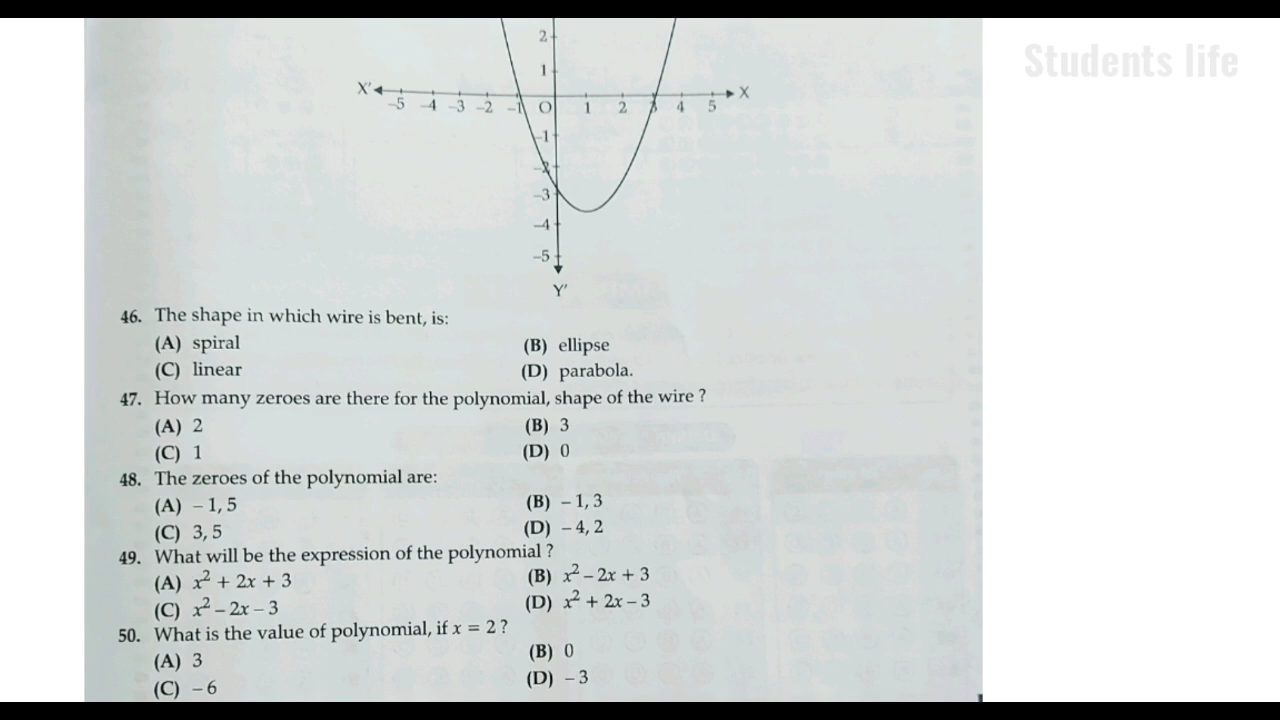 Students life
2
1
X' -5 -4 -3 -2 -1 O 1 2 3 4 5 X
-1
-2
-3
-4
-5
Y'
46. The shape in which wire is bent, is:
(A) spiral (B) ellipse
(C) linear (D) parabola.
47. How many zeroes are there for the polynomial, shape of the wire ?
(A) 2 (B) 3
(C) 1 (D) 0
48. The zeroes of the polynomial are:
(A) – 1, 5 (B) – 1, 3
(C) 3, 5 (D) – 4, 2
49. What will be the expression of the polynomial ?
(A) x² + 2x + 3 (B) x² – 2x + 3
(C) x² – 2x – 3 (D) x² + 2x – 3
50. What is the value of polynomial, if x = 2 ?
(A) 3 (B) 0
(C) – 6 (D) – 3